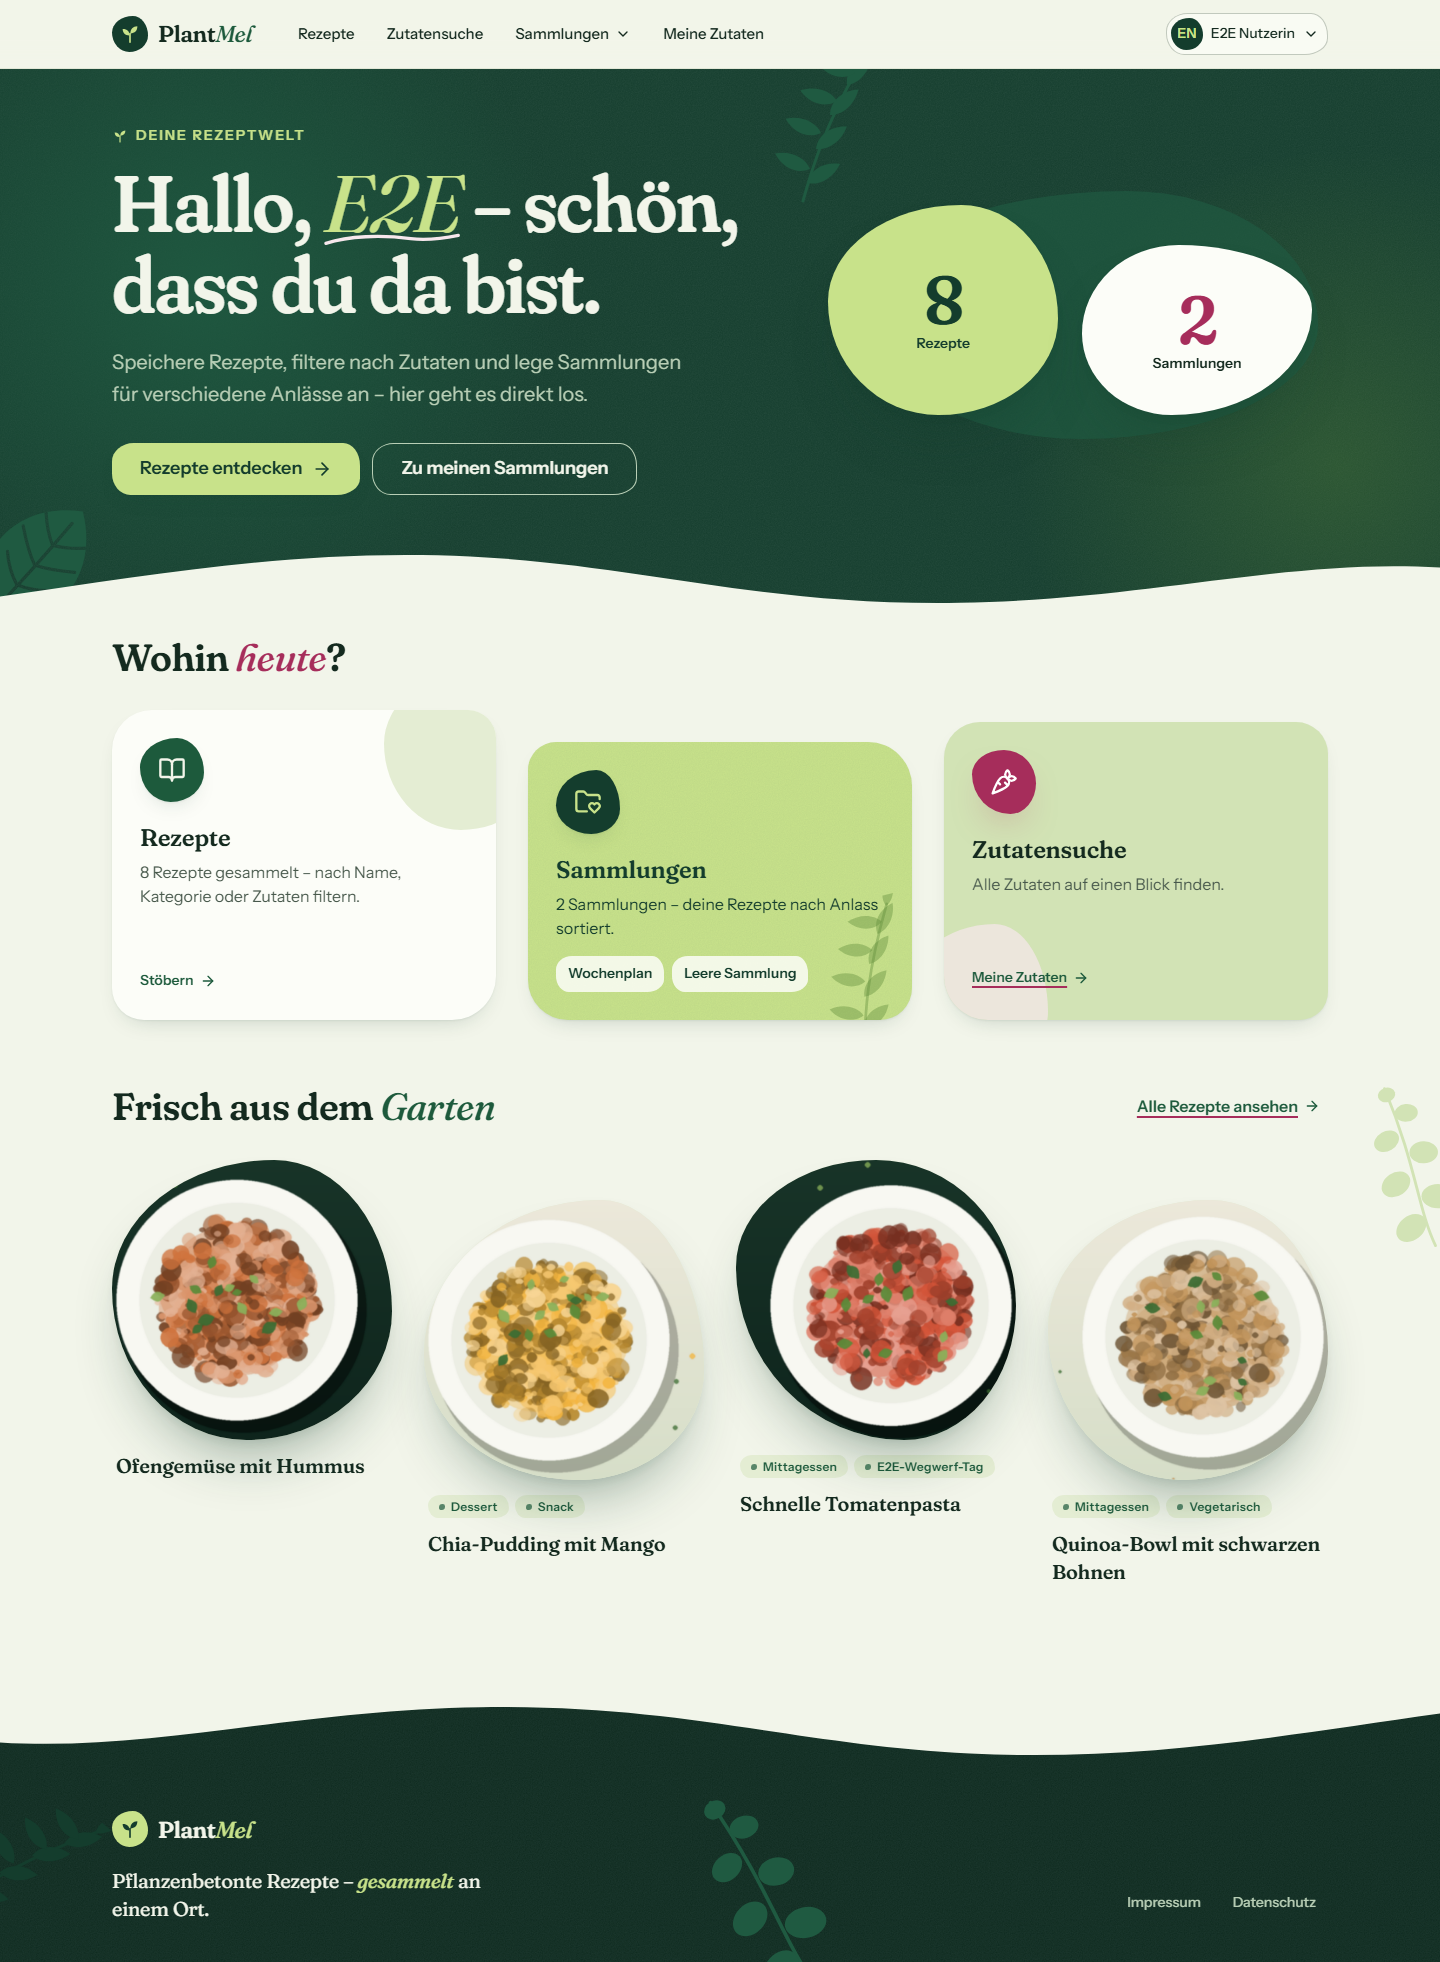 PlantMel
Rezepte
Zutatensuche
Sammlungen
Meine Zutaten
EN
E2E Nutzerin
DEINE REZEPTWELT
Hallo, E2E – schön,
dass du da bist.
Speichere Rezepte, filtere nach Zutaten und lege Sammlungen
für verschiedene Anlässe an – hier geht es direkt los.
Rezepte entdecken
Zu meinen Sammlungen
8
Rezepte
2
Sammlungen
Wohin heute?
Rezepte
8 Rezepte gesammelt – nach Name,
Kategorie oder Zutaten filtern.
Stöbern
Sammlungen
2 Sammlungen – deine Rezepte nach Anlass
sortiert.
Wochenplan
Leere Sammlung
Zutatensuche
Alle Zutaten auf einen Blick finden.
Meine Zutaten
Frisch aus dem Garten
Alle Rezepte ansehen
Ofengemüse mit Hummus
Dessert
Snack
Chia-Pudding mit Mango
Mittagessen
E2E-Wegwerf-Tag
Schnelle Tomatenpasta
Mittagessen
Vegetarisch
Quinoa-Bowl mit schwarzen
Bohnen
PlantMel
Pflanzenbetonte Rezepte – gesammelt an
einem Ort.
Impressum
Datenschutz